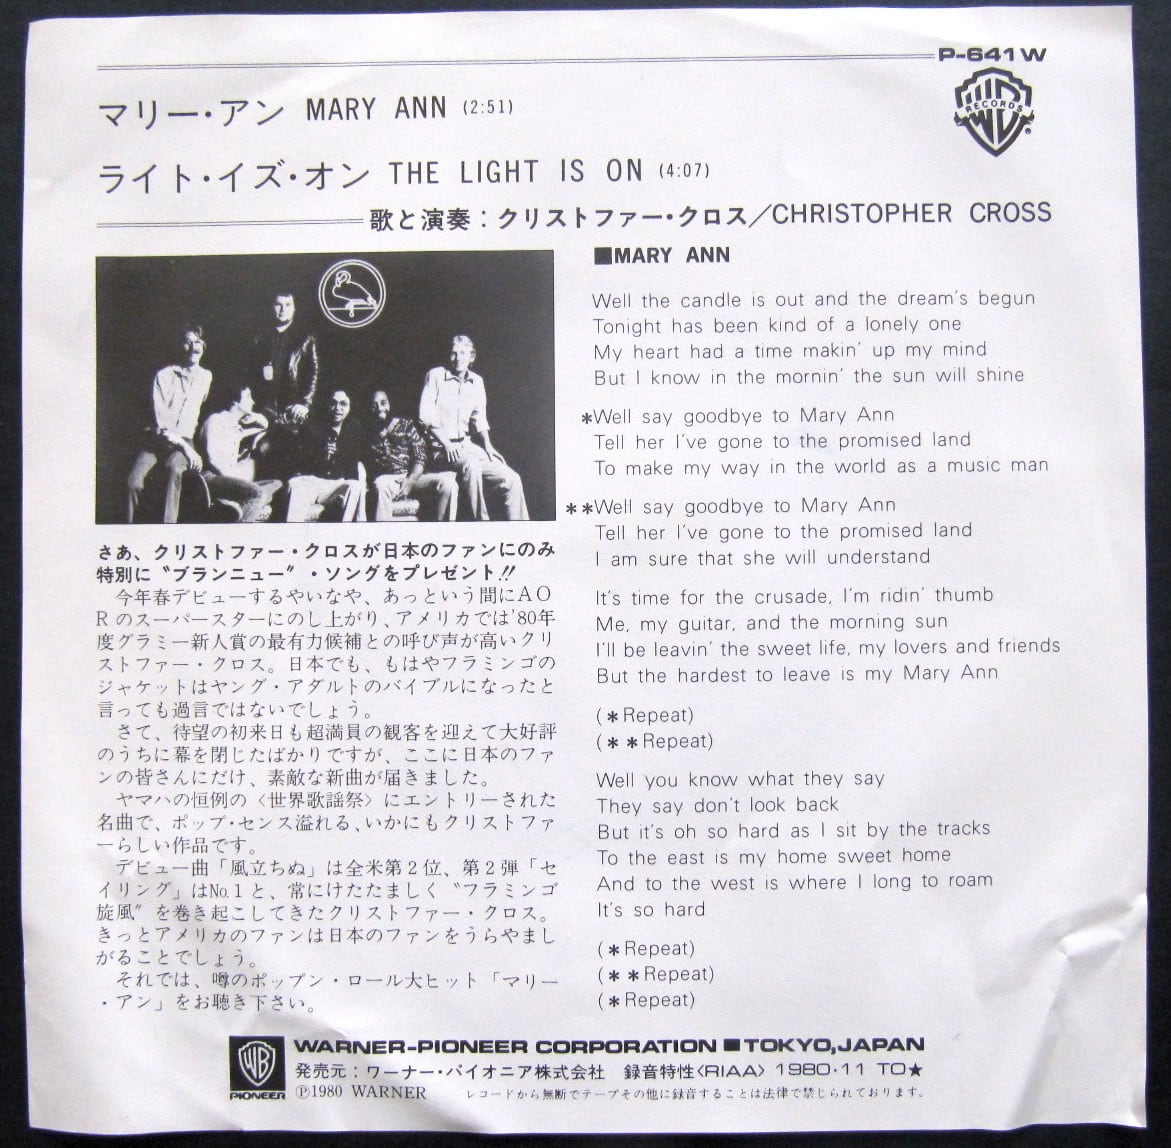 P-641W
マリー・アン MARY ANN (2:51)
RECORDS
ライト・イズ・オン THE LIGHT IS ON (4:07)
歌と演奏：クリストファー・クロス／CHRISTOPHER CROSS
さあ、クリストファー・クロスが日本のファンにのみ
特別に〝ブランニュー〟・ソングをプレゼント!!
今年春デビューするやいなや、あっという間にＡＯ
Ｒのスーパースターにのし上がり、アメリカでは'80年
度グラミー新人賞の最有力候補との呼び声が高いクリ
ストファー・クロス。日本でも、もはやフラミンゴの
ジャケットはヤング・アダルトのバイブルになったと
言っても過言ではないでしょう。
さて、待望の初来日も超満員の観客を迎えて大好評
のうちに幕を閉じたばかりですが、ここに日本のファ
ンの皆さんにだけ、素敵な新曲が届きました。
ヤマハの恒例の〈世界歌謡祭〉にエントリーされた
名曲で、ポップ・センス溢れる、いかにもクリストファ
ーらしい作品です。
デビュー曲「風立ちぬ」は全米第２位、第２弾「セ
イリング」はNo.１と、常にけたたましく〝フラミンゴ
旋風〟を巻き起こしてきたクリストファー・クロス。
きっとアメリカのファンは日本のファンをうらやまし
がることでしょう。
それでは、噂のポップン・ロール大ヒット「マリー
・アン」をお聴き下さい。
■MARY ANN
Well the candle is out and the dream's begun
Tonight has been kind of a lonely one
My heart had a time makin' up my mind
But I know in the mornin' the sun will shine
*Well say goodbye to Mary Ann
Tell her I've gone to the promised land
To make my way in the world as a music man
**Well say goodbye to Mary Ann
Tell her I've gone to the promised land
I am sure that she will understand
It's time for the crusade, I'm ridin' thumb
Me, my guitar, and the morning sun
I'll be leavin' the sweet life, my lovers and friends
But the hardest to leave is my Mary Ann
(*Repeat)
(**Repeat)
Well you know what they say
They say don't look back
But it's oh so hard as I sit by the tracks
To the east is my home sweet home
And to the west is where I long to roam
It's so hard
(*Repeat)
(**Repeat)
(*Repeat)
PIONEER
WARNER-PIONEER CORPORATION ■TOKYO, JAPAN
発売元：ワーナー・パイオニア株式会社 録音特性〈RIAA〉1980・11 TO★
℗1980 WARNER レコードから無断でテープその他に録音することは法律で禁じられております。